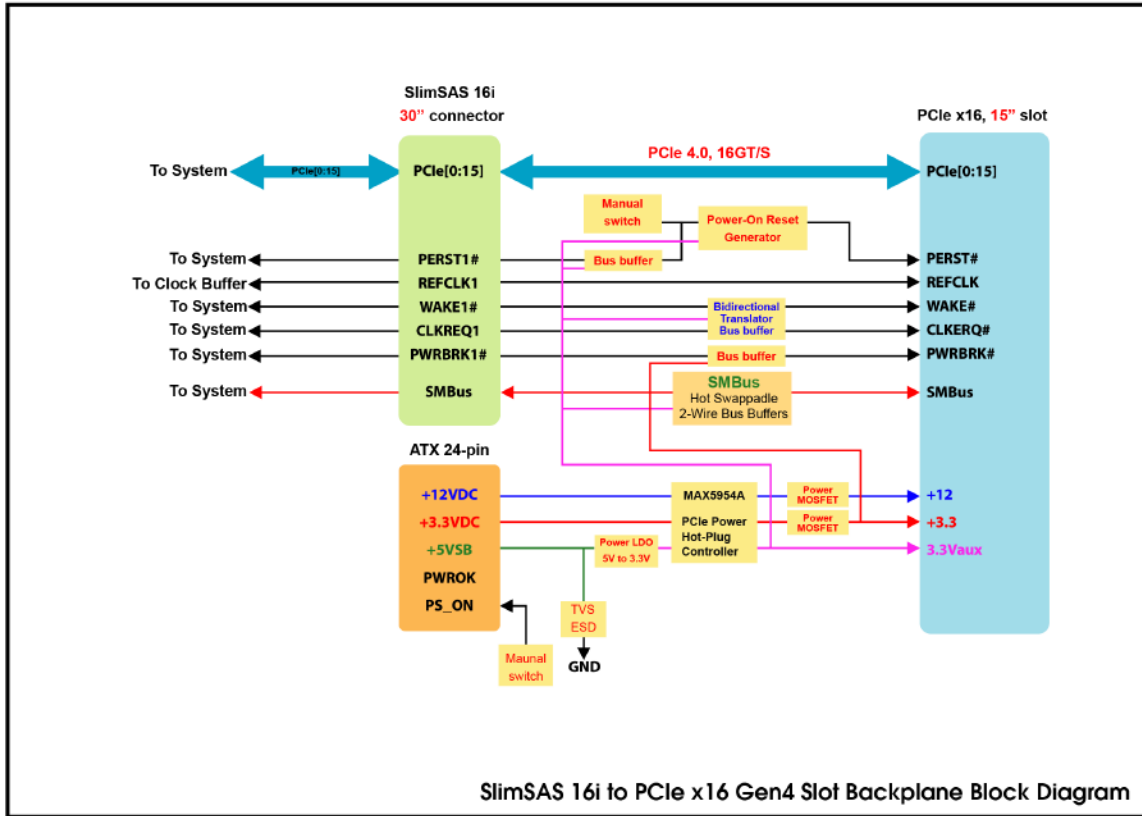 SlimSAS 16i
30” connector
PCIe x16, 15” slot
To System
PCIe[0:15]
PCIe[0:15]
PCIe 4.0, 16GT/S
PCIe[0:15]
Manual
switch
Power-On Reset
Generator
To System
PERST1#
Bus buffer
PERST#
To Clock Buffer
REFCLK1
REFCLK
To System
WAKE1#
Bidirectional
Translator
Bus buffer
WAKE#
To System
CLKREQ1
CLKERQ#
To System
PWRBRK1#
Bus buffer
PWRBRK#
To System
SMBus
SMBus
Hot Swappadle
2-Wire Bus Buffers
SMBus
ATX 24-pin
+12VDC
MAX5954A
PCIe Power
Hot-Plug
Controller
Power
MOSFET
+12
+3.3VDC
Power
MOSFET
+3.3
+5VSB
Power LDO
5V to 3.3V
3.3Vaux
PWROK
PS_ON
TVS
ESD
GND
Maunal
switch
SlimSAS 16i to PCIe x16 Gen4 Slot Backplane Block Diagram